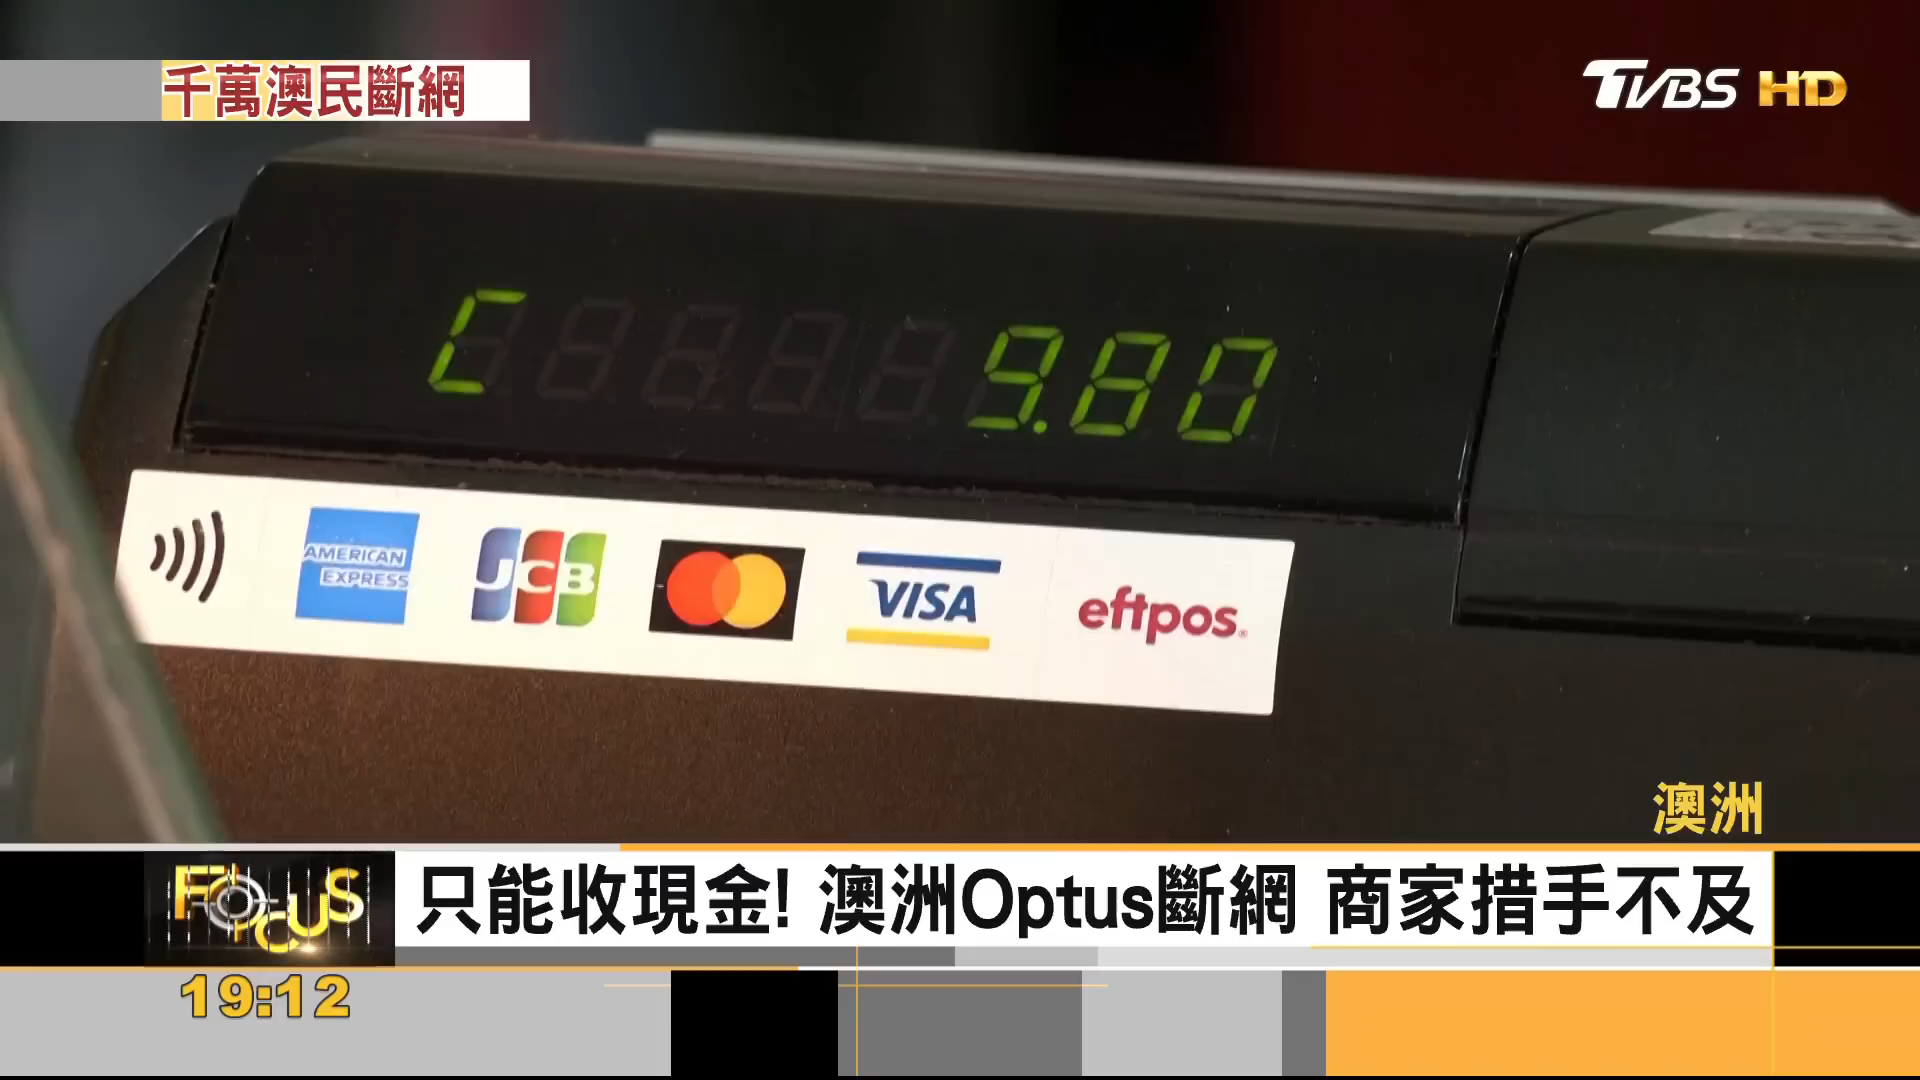 千萬澳民斷網
TVBS HD
C 9.80
AMERICAN
EXPRESS
JCB
VISA
eftpos
澳洲
FOCUS
只能收現金! 澳洲Optus斷網 商家措手不及
19:12